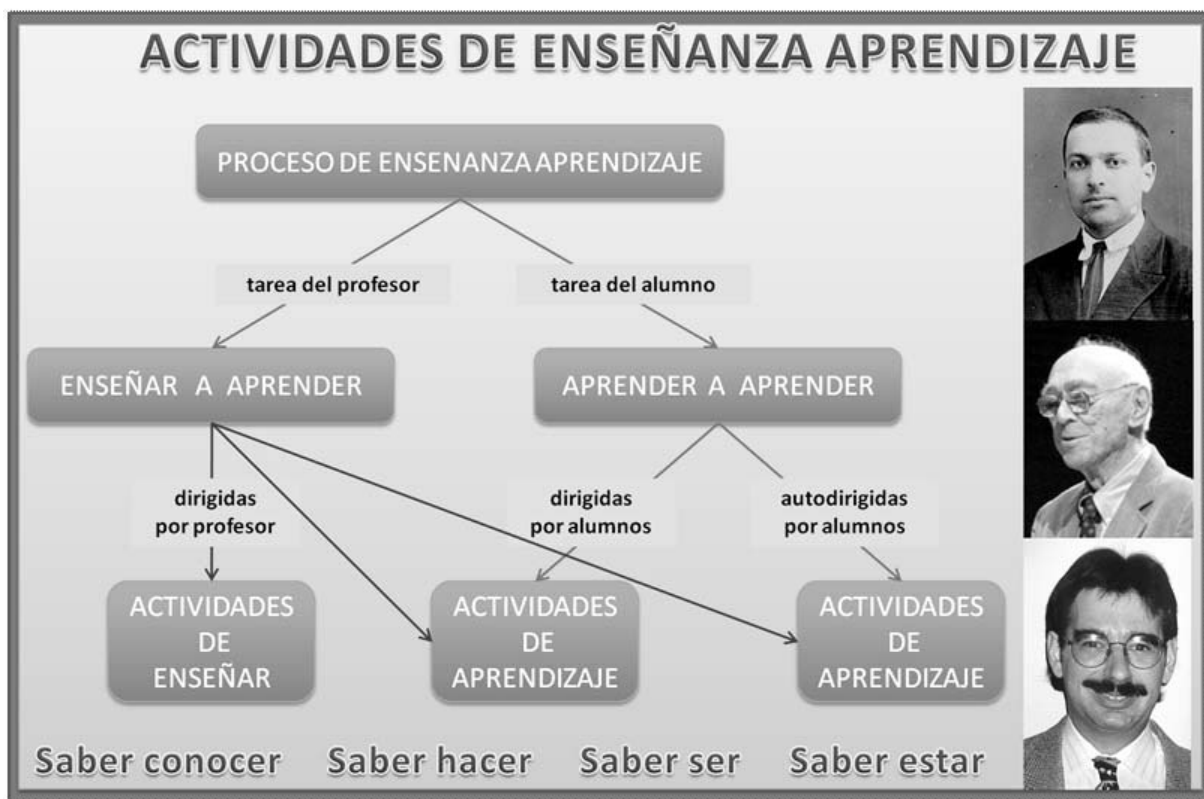 ACTIVIDADES DE ENSEÑANZA APRENDIZAJE
PROCESO DE ENSENANZA APRENDIZAJE
tarea del profesor
tarea del alumno
ENSEÑAR A APRENDER
APRENDER A APRENDER
dirigidas
por profesor
dirigidas
por alumnos
autodirigidas
por alumnos
ACTIVIDADES
DE
ENSEÑAR
ACTIVIDADES
DE
APRENDIZAJE
ACTIVIDADES
DE
APRENDIZAJE
Saber conocer Saber hacer Saber ser Saber estar